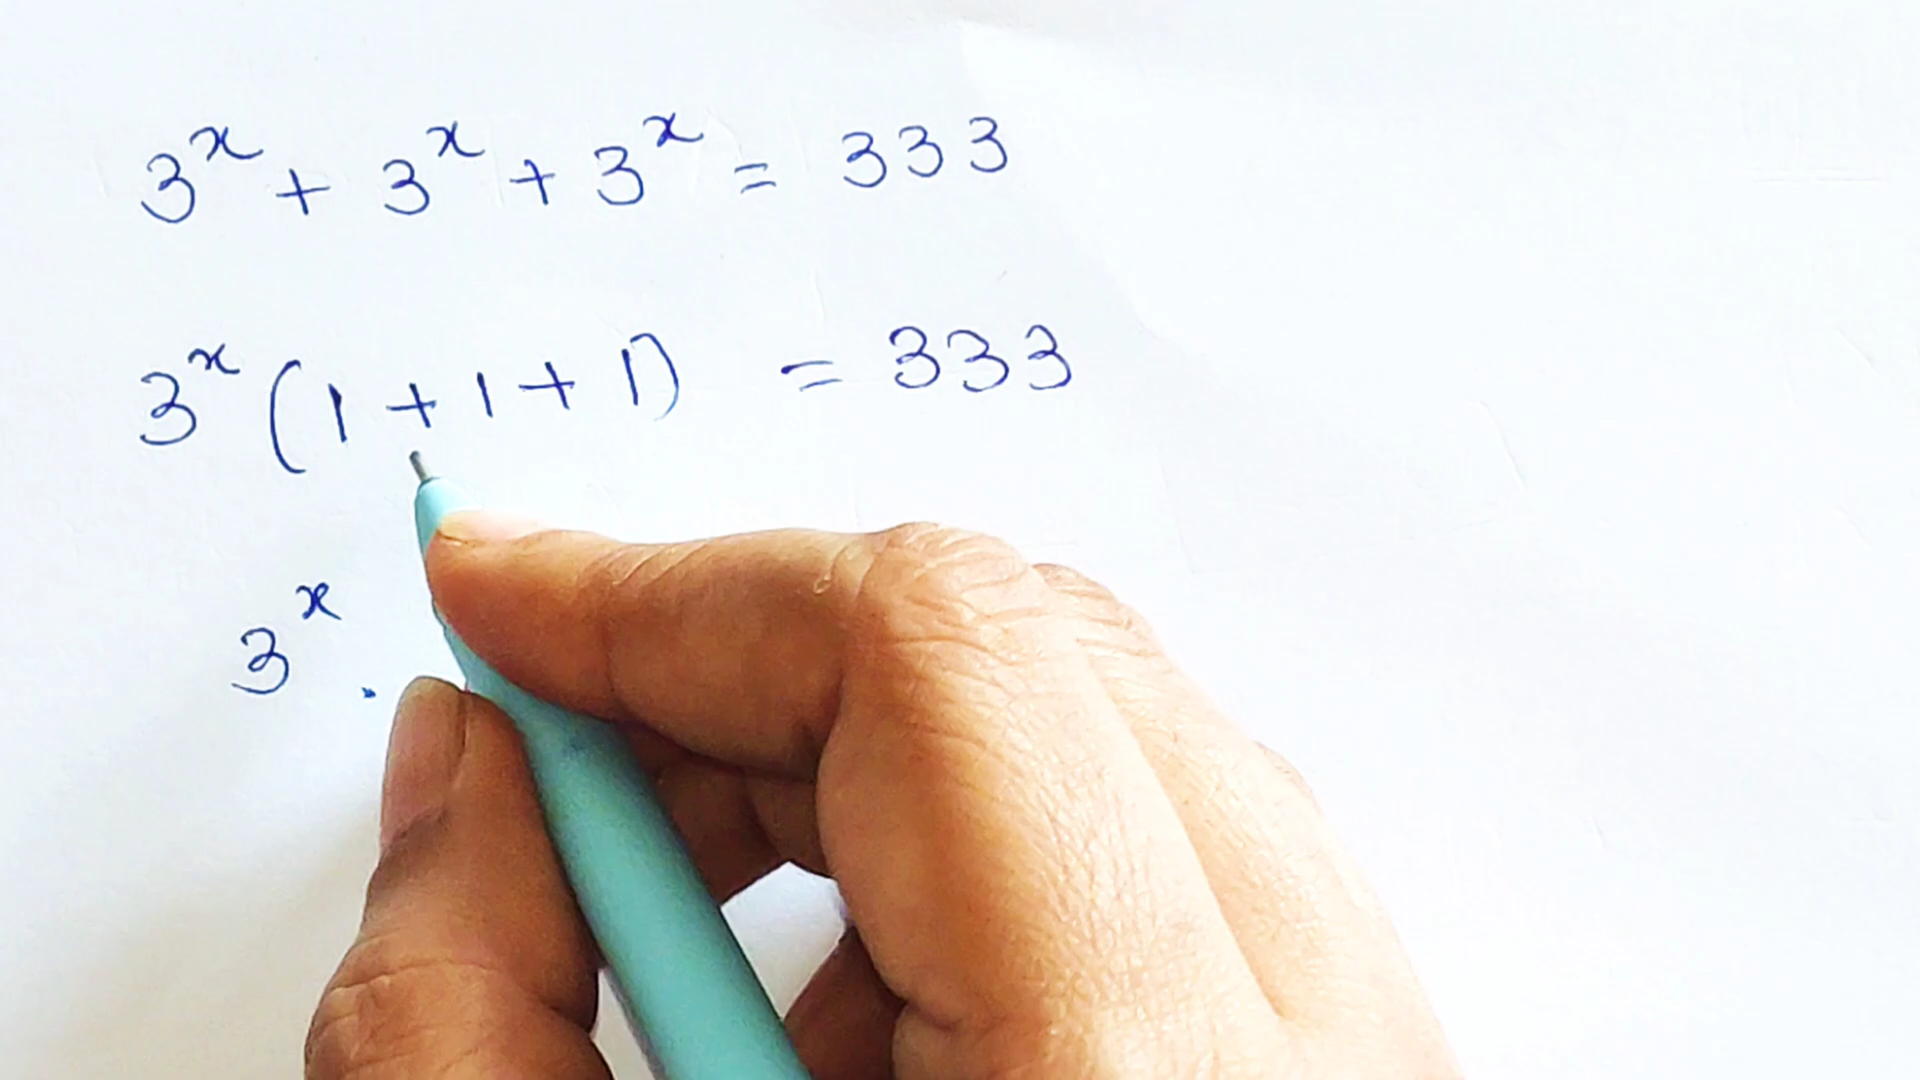 3^x + 3^x + 3^x = 333
3^x (1 + 1 + 1) = 333
3^x .